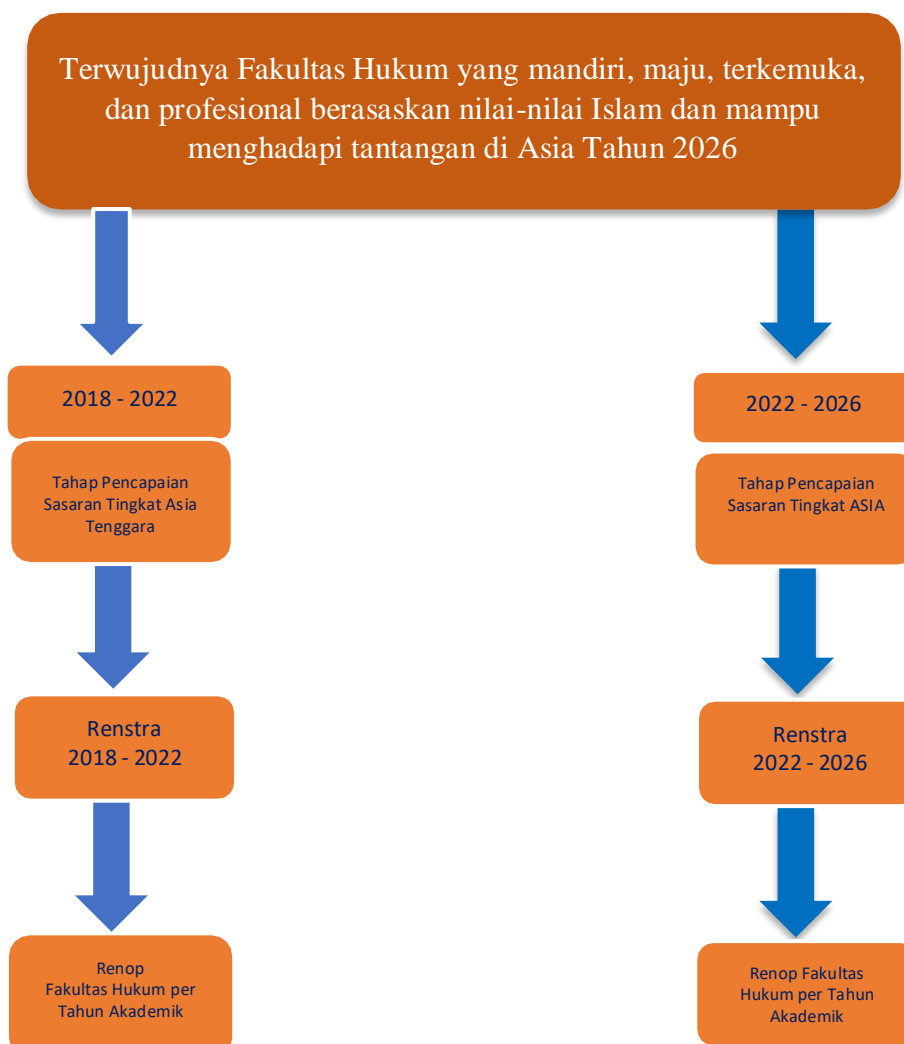 Terwujudnya Fakultas Hukum yang mandiri, maju, terkemuka,
dan profesional berasaskan nilai-nilai Islam dan mampu
menghadapi tantangan di Asia Tahun 2026
2018 - 2022
Tahap Pencapaian
Sasaran Tingkat Asia
Tenggara
Renstra
2018 - 2022
Renop
Fakultas Hukum per
Tahun Akademik
2022 - 2026
Tahap Pencapaian
Sasaran Tingkat ASIA
Renstra
2022 - 2026
Renop Fakultas
Hukum per Tahun
Akademik